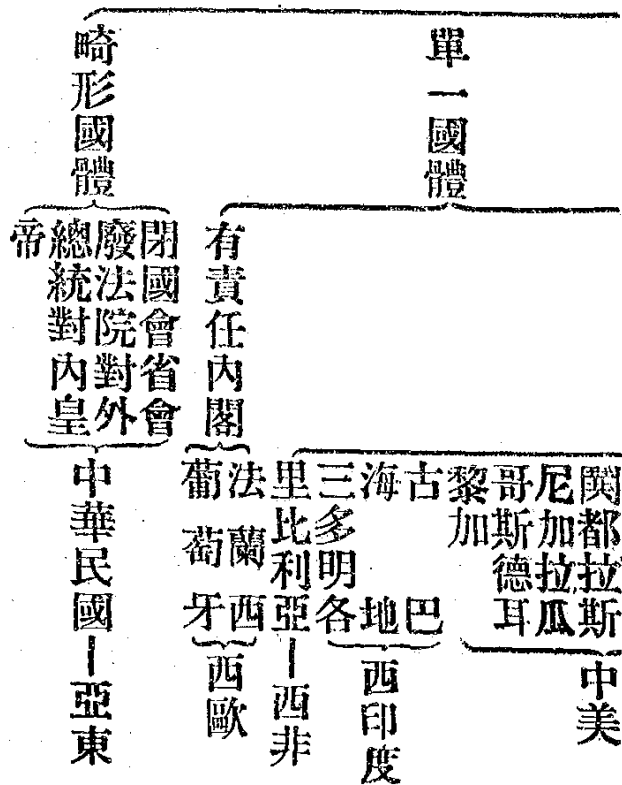 單一國體
都拉斯
尼加拉瓜
哥斯德耳
黎加
中美
古巴
海地
三多明各
西印度
里比利亞—西非
有責任內閣
法蘭西
葡萄牙
西歐
畸形國體
閉國會省會
廢法院對外
總統對內皇
帝
中華民國—亞東